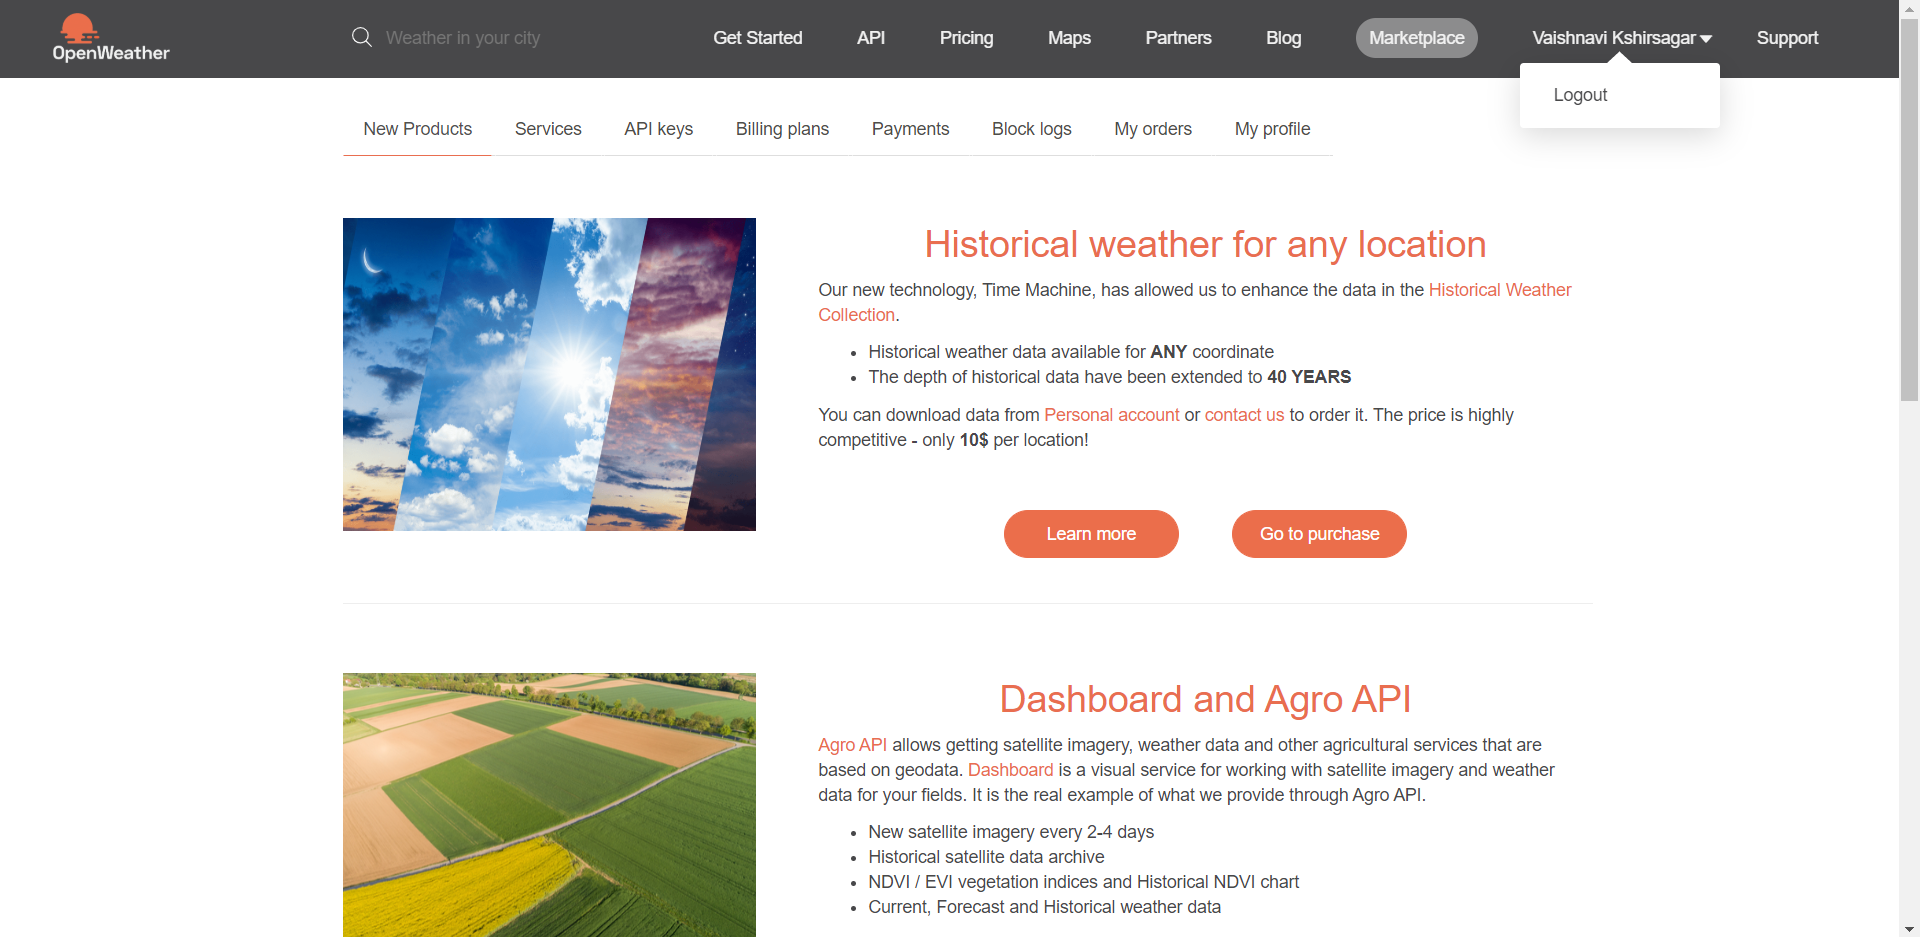 OpenWeather
Weather in your city
Get Started
API
Pricing
Maps
Partners
Blog
Marketplace
Vaishnavi Kshirsagar
Support
Logout
New Products
Services
API keys
Billing plans
Payments
Block logs
My orders
My profile
Historical weather for any location
Our new technology, Time Machine, has allowed us to enhance the data in the Historical Weather
Collection.
• Historical weather data available for ANY coordinate
• The depth of historical data have been extended to 40 YEARS
You can download data from Personal account or contact us to order it. The price is highly
competitive - only 10$ per location!
Learn more
Go to purchase
Dashboard and Agro API
Agro API allows getting satellite imagery, weather data and other agricultural services that are
based on geodata. Dashboard is a visual service for working with satellite imagery and weather
data for your fields. It is the real example of what we provide through Agro API.
• New satellite imagery every 2-4 days
• Historical satellite data archive
• NDVI / EVI vegetation indices and Historical NDVI chart
• Current, Forecast and Historical weather data